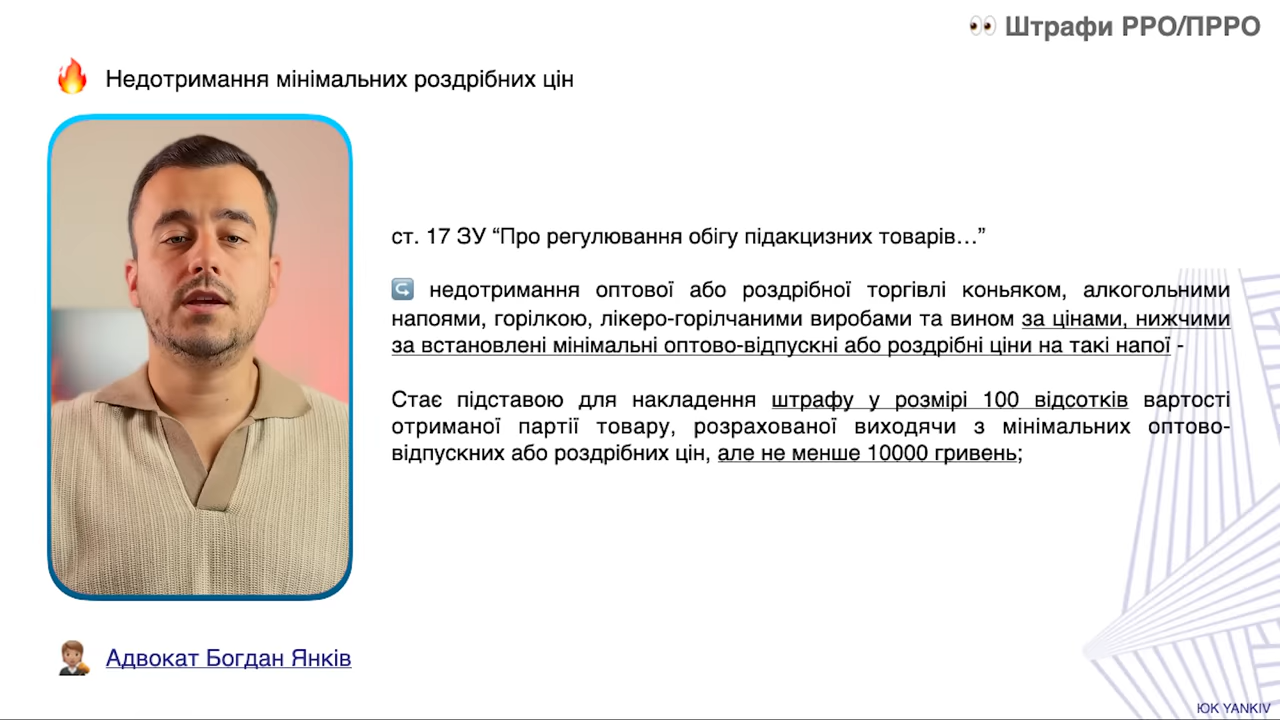 👀 Штрафи РРО/ПРРО
🔥 Недотримання мінімальних роздрібних цін
ст. 17 ЗУ “Про регулювання обігу підакцизних товарів…”
↪️ недотримання оптової або роздрібної торгівлі коньяком, алкогольними
напоями, горілкою, лікеро-горілчаними виробами та вином за цінами, нижчими
за встановлені мінімальні оптово-відпускні або роздрібні ціни на такі напої -
Стає підставою для накладення штрафу у розмірі 100 відсотків вартості
отриманої партії товару, розрахованої виходячи з мінімальних оптово-
відпускних або роздрібних цін, але не менше 10000 гривень;
Адвокат Богдан Янків
ЮК YANKIV